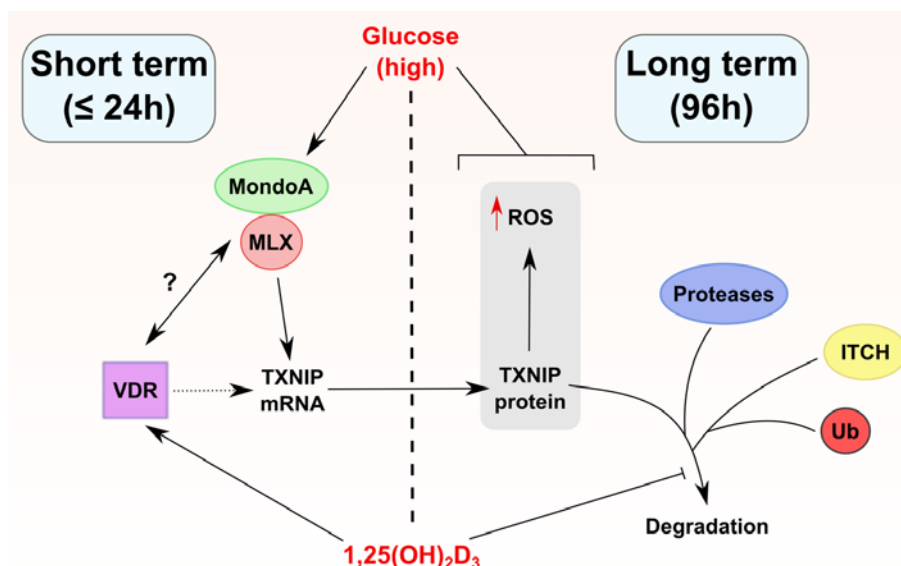 Short term
(≤ 24h)
Glucose
(high)
Long term
(96h)
MondoA
MLX
?
VDR
TXNIP
mRNA
ROS
TXNIP
protein
Proteases
ITCH
Ub
Degradation
1,25(OH)₂D₃